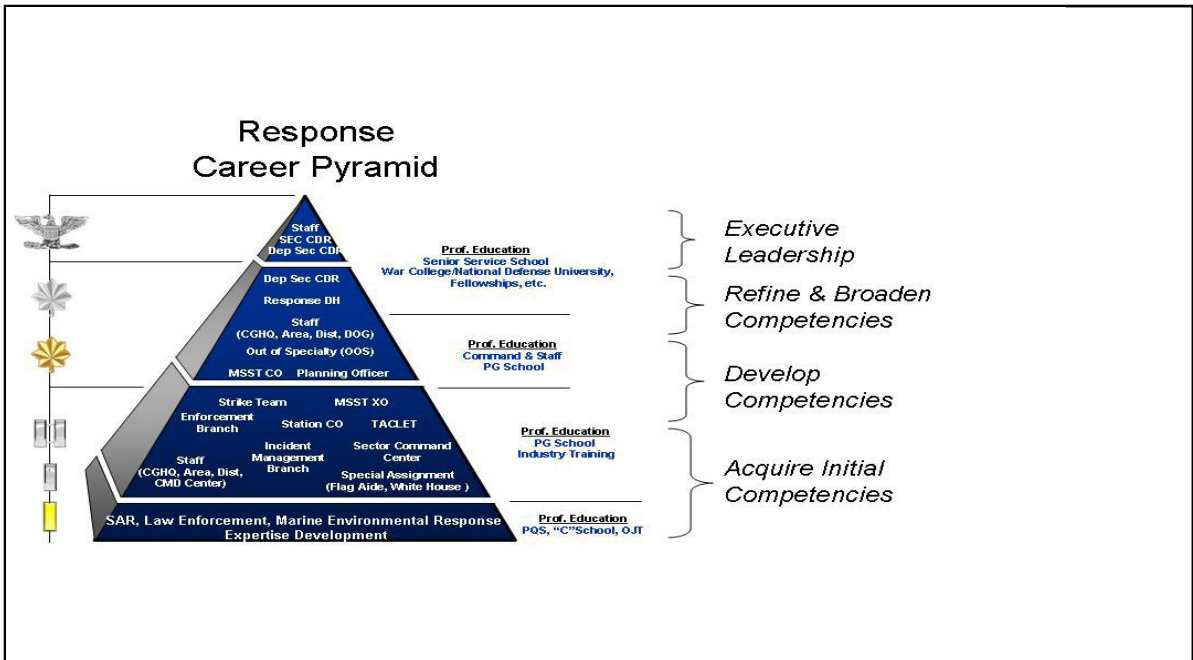 Response
Career Pyramid
Staff
SEC CDR
Dep Sec CDR
Dep Sec CDR
Response DH
Staff
(CGHQ, Area, Dist, DOG)
Out of Specialty (OOS)
MSST CO Planning Officer
Strike Team
MSST XO
Enforcement
Branch
Station CO
TACLET
Incident
Management
Branch
Sector Command
Center
Staff
(CGHQ, Area, Dist,
CMD Center)
Special Assignment
(Flag Aide, White House )
SAR, Law Enforcement, Marine Environmental Response
Expertise Development
Prof. Education
Senior Service School
War College/National Defense University,
Fellowships, etc.
Prof. Education
Command & Staff
PG School
Prof. Education
PG School
Industry Training
Prof. Education
PQS, “C”School, OJT
Executive
Leadership
Refine & Broaden
Competencies
Develop
Competencies
Acquire Initial
Competencies